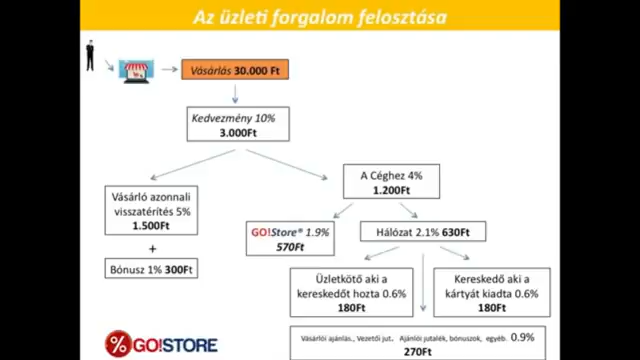 Az üzleti forgalom felosztása
Vásárlás 30.000 Ft
Kedvezmény 10%
3.000Ft
A Céghez 4%
1.200Ft
Vásárló azonnali
visszatérítés 5%
1.500Ft
+
Bónusz 1% 300Ft
GO!Store® 1.9%
570Ft
Hálózat 2.1% 630Ft
Üzletkötő aki a
kereskedőt hozta 0.6%
180Ft
Kereskedő aki a
kártyát kiadta 0.6%
180Ft
Vásárlói ajánlás., Vezetői jut., Ajánlói jutalék, bónuszok, egyéb. 0.9%
270Ft
% GO!STORE